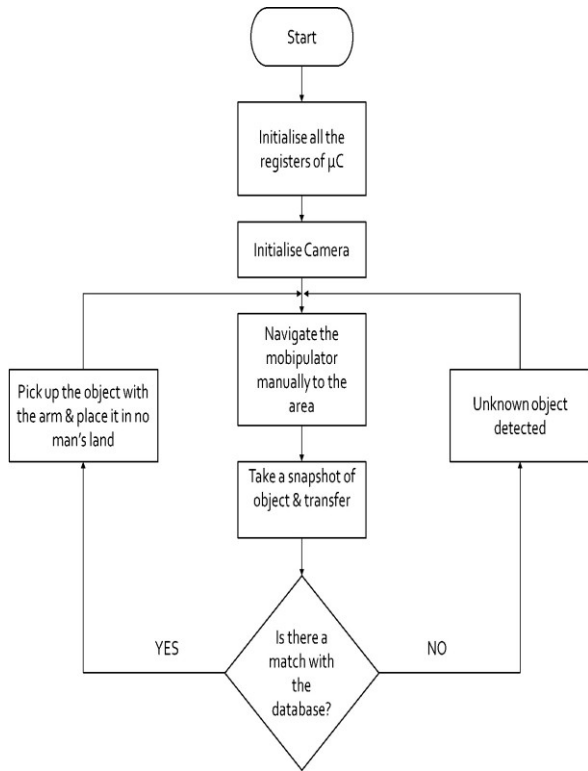 Start
Initialise all the
registers of µC
Initialise Camera
Navigate the
mobipulator
manually to the
area
Pick up the object with
the arm & place it in no
man's land
Unknown object
detected
Take a snapshot of
object & transfer
YES
Is there a
match with
the
database?
NO